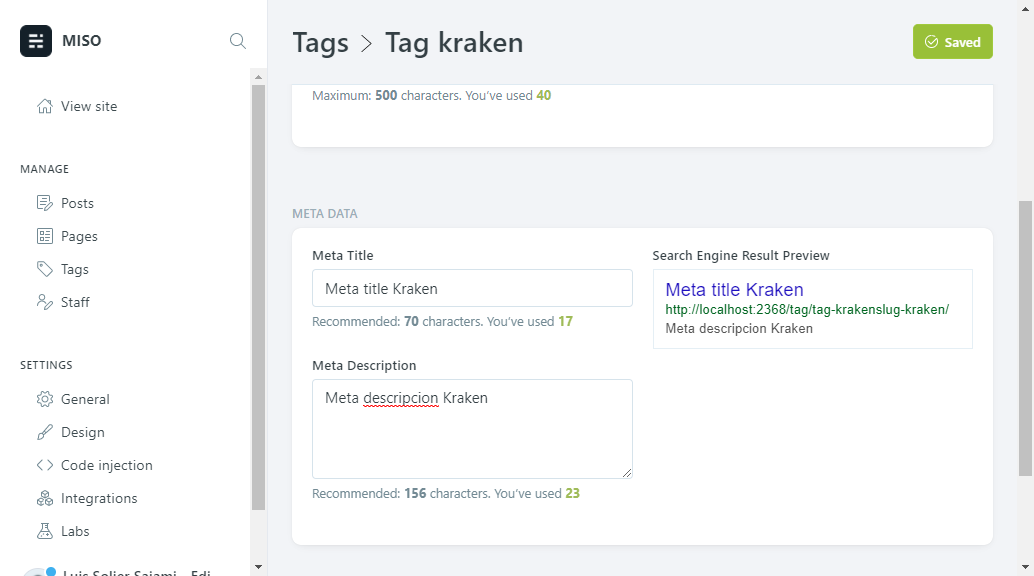 MISO
View site
MANAGE
Posts
Pages
Tags
Staff
SETTINGS
General
Design
Code injection
Integrations
Labs
Tags > Tag kraken
Saved
Maximum: 500 characters. You've used 40
META DATA
Meta Title
Meta title Kraken
Recommended: 70 characters. You've used 17
Meta Description
Meta descripcion Kraken
Recommended: 156 characters. You've used 23
Search Engine Result Preview
Meta title Kraken
http://localhost:2368/tag/tag-krakenslug-kraken/
Meta descripcion Kraken